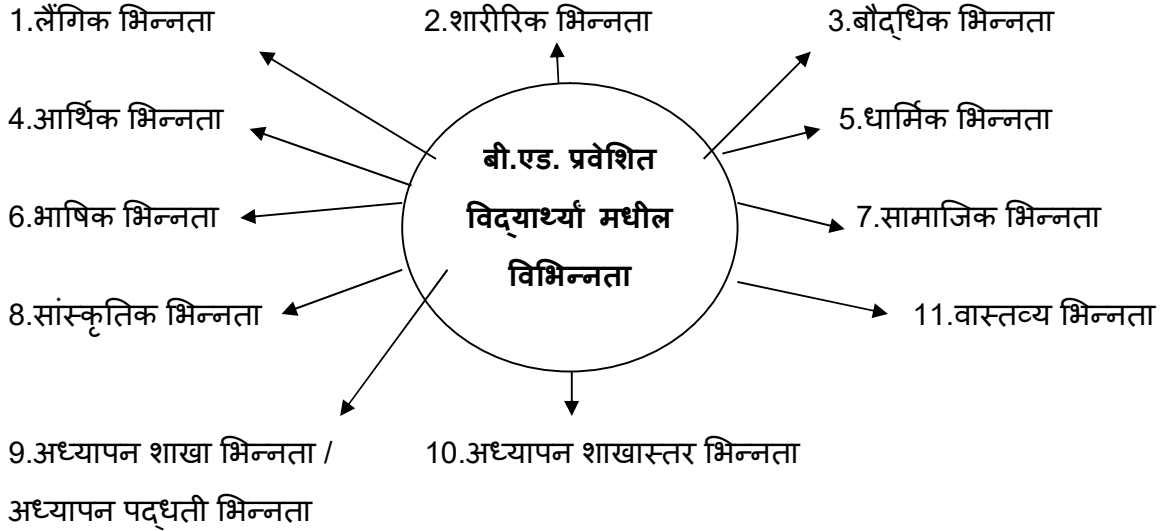 1.लैंगिक भिन्नता
2.शारीरिक भिन्नता
3.बौद्धिक भिन्नता
4.आर्थिक भिन्नता
5.धार्मिक भिन्नता
बी.एड. प्रवेशित
विद्यार्थ्यां मधील
विभिन्नता
6.भाषिक भिन्नता
7.सामाजिक भिन्नता
8.सांस्कृतिक भिन्नता
11.वास्तव्य भिन्नता
9.अध्यापन शाखा भिन्नता /
अध्यापन पद्धती भिन्नता
10.अध्यापन शाखास्तर भिन्नता